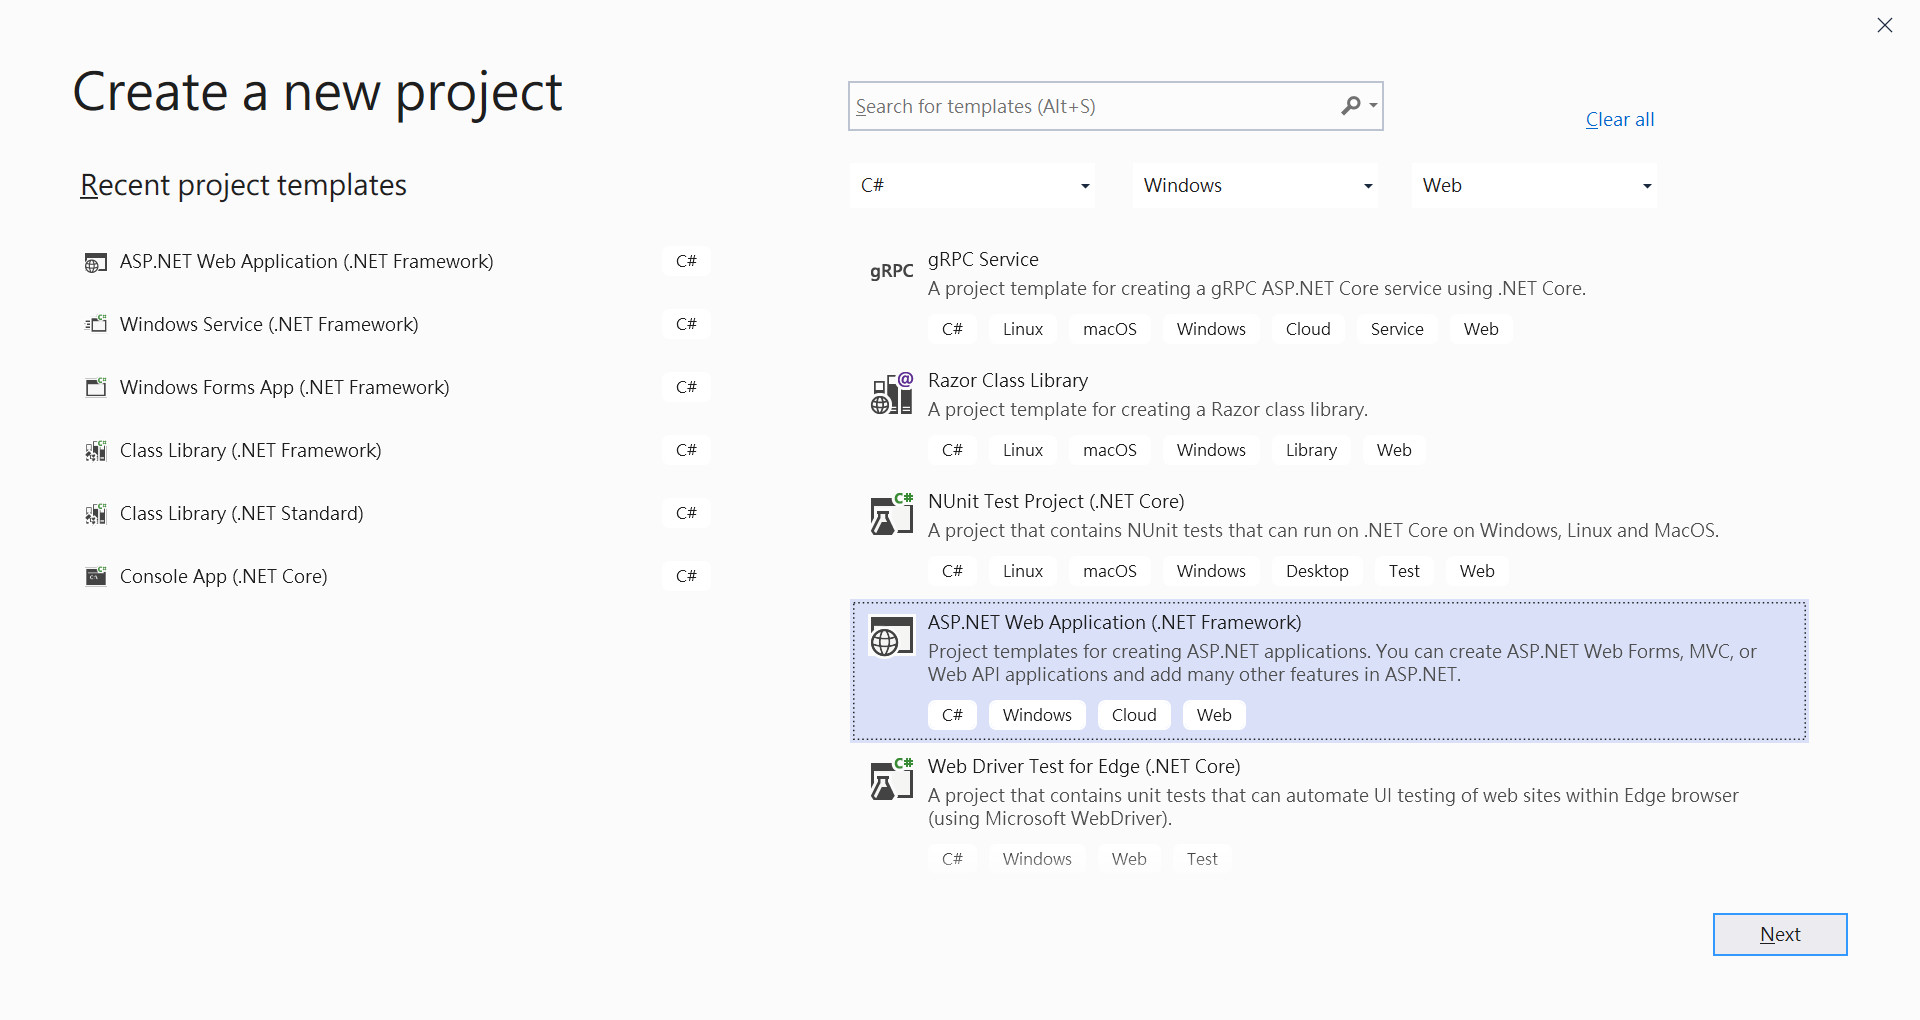 Create a new project
Search for templates (Alt+S)
Clear all
Recent project templates
C# Windows Web
ASP.NET Web Application (.NET Framework) C#
Windows Service (.NET Framework) C#
Windows Forms App (.NET Framework) C#
Class Library (.NET Framework) C#
Class Library (.NET Standard) C#
Console App (.NET Core) C#
gRPC
gRPC Service
A project template for creating a gRPC ASP.NET Core service using .NET Core.
C# Linux macOS Windows Cloud Service Web
Razor Class Library
A project template for creating a Razor class library.
C# Linux macOS Windows Library Web
C#
NUnit Test Project (.NET Core)
A project that contains NUnit tests that can run on .NET Core on Windows, Linux and MacOS.
C# Linux macOS Windows Desktop Test Web
ASP.NET Web Application (.NET Framework)
Project templates for creating ASP.NET applications. You can create ASP.NET Web Forms, MVC, or
Web API applications and add many other features in ASP.NET.
C# Windows Cloud Web
C#
Web Driver Test for Edge (.NET Core)
A project that contains unit tests that can automate UI testing of web sites within Edge browser
(using Microsoft WebDriver).
C# Windows Web Test
Next